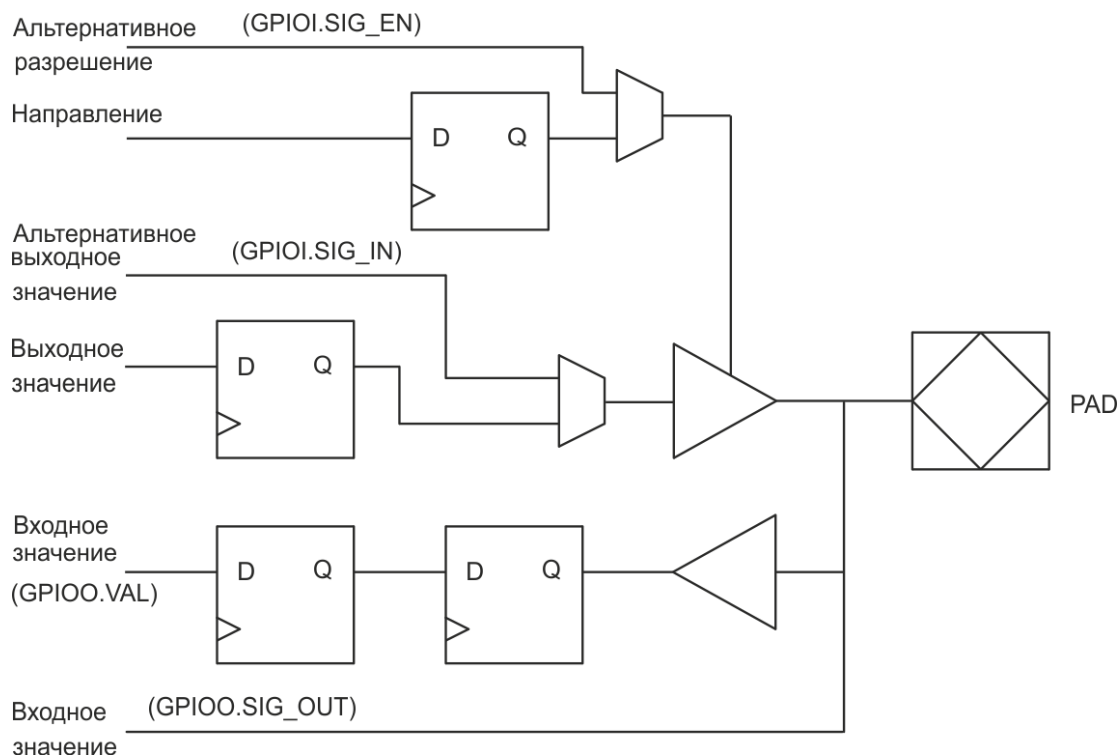 Альтернативное
разрешение
(GPIOI.SIG_EN)
Направление
D Q
Альтернативное
выходное
значение
(GPIOI.SIG_IN)
Выходное
значение
D Q
PAD
Входное
значение
(GPIOO.VAL)
D Q
D Q
Входное
значение
(GPIOO.SIG_OUT)